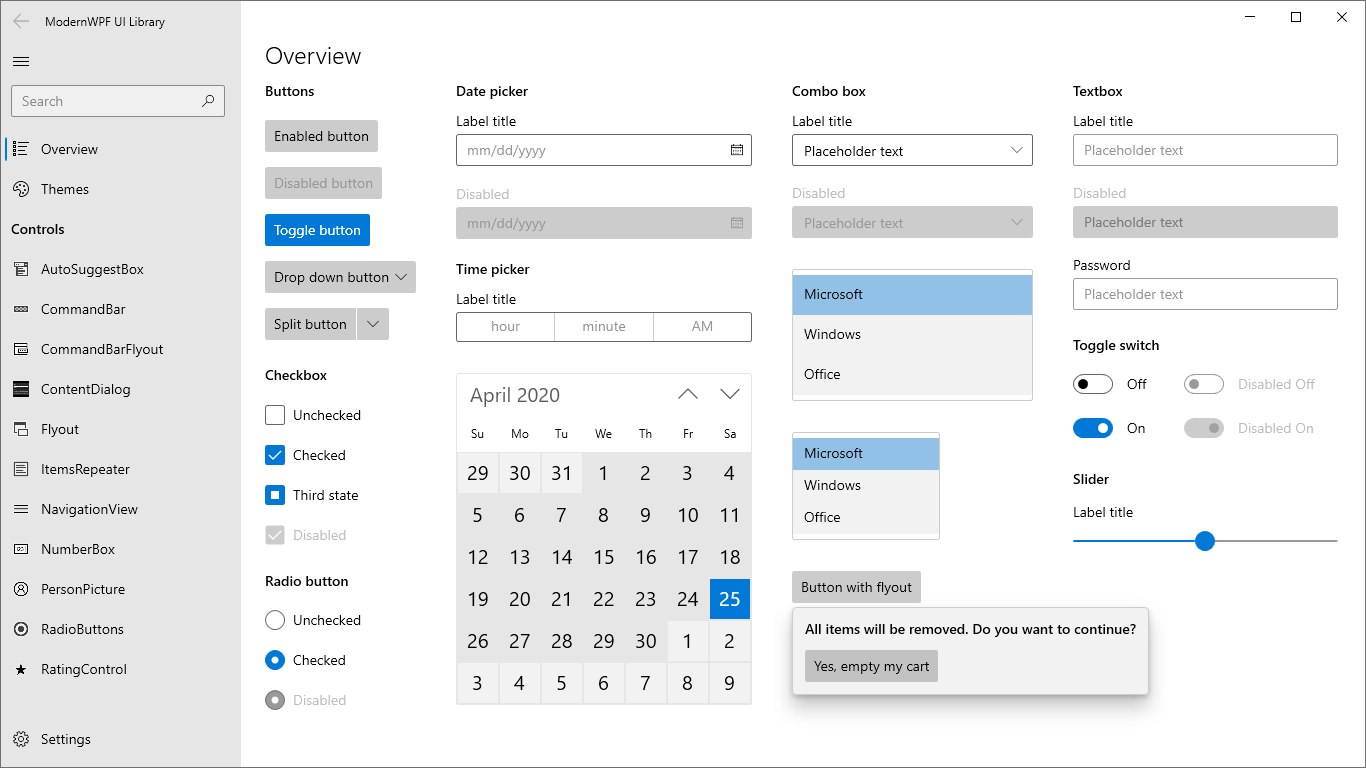 ModernWPF UI Library
Search
Overview
Themes
Controls
AutoSuggestBox
CommandBar
CommandBarFlyout
ContentDialog
Flyout
ItemsRepeater
NavigationView
NumberBox
PersonPicture
RadioButtons
RatingControl
Settings
Overview
Buttons
Enabled button
Disabled button
Toggle button
Drop down button
Split button
Checkbox
Unchecked
Checked
Third state
Disabled
Radio button
Unchecked
Checked
Disabled
Date picker
Label title
mm/dd/yyyy
Disabled
mm/dd/yyyy
Time picker
Label title
hour minute AM
April 2020
Su Mo Tu We Th Fr Sa
29 30 31 1 2 3 4
5 6 7 8 9 10 11
12 13 14 15 16 17 18
19 20 21 22 23 24 25
26 27 28 29 30 1 2
3 4 5 6 7 8 9
Combo box
Label title
Placeholder text
Disabled
Placeholder text
Microsoft
Windows
Office
Microsoft
Windows
Office
Button with flyout
All items will be removed. Do you want to continue?
Yes, empty my cart
Textbox
Label title
Placeholder text
Disabled
Placeholder text
Password
Placeholder text
Toggle switch
Off Disabled Off
On Disabled On
Slider
Label title